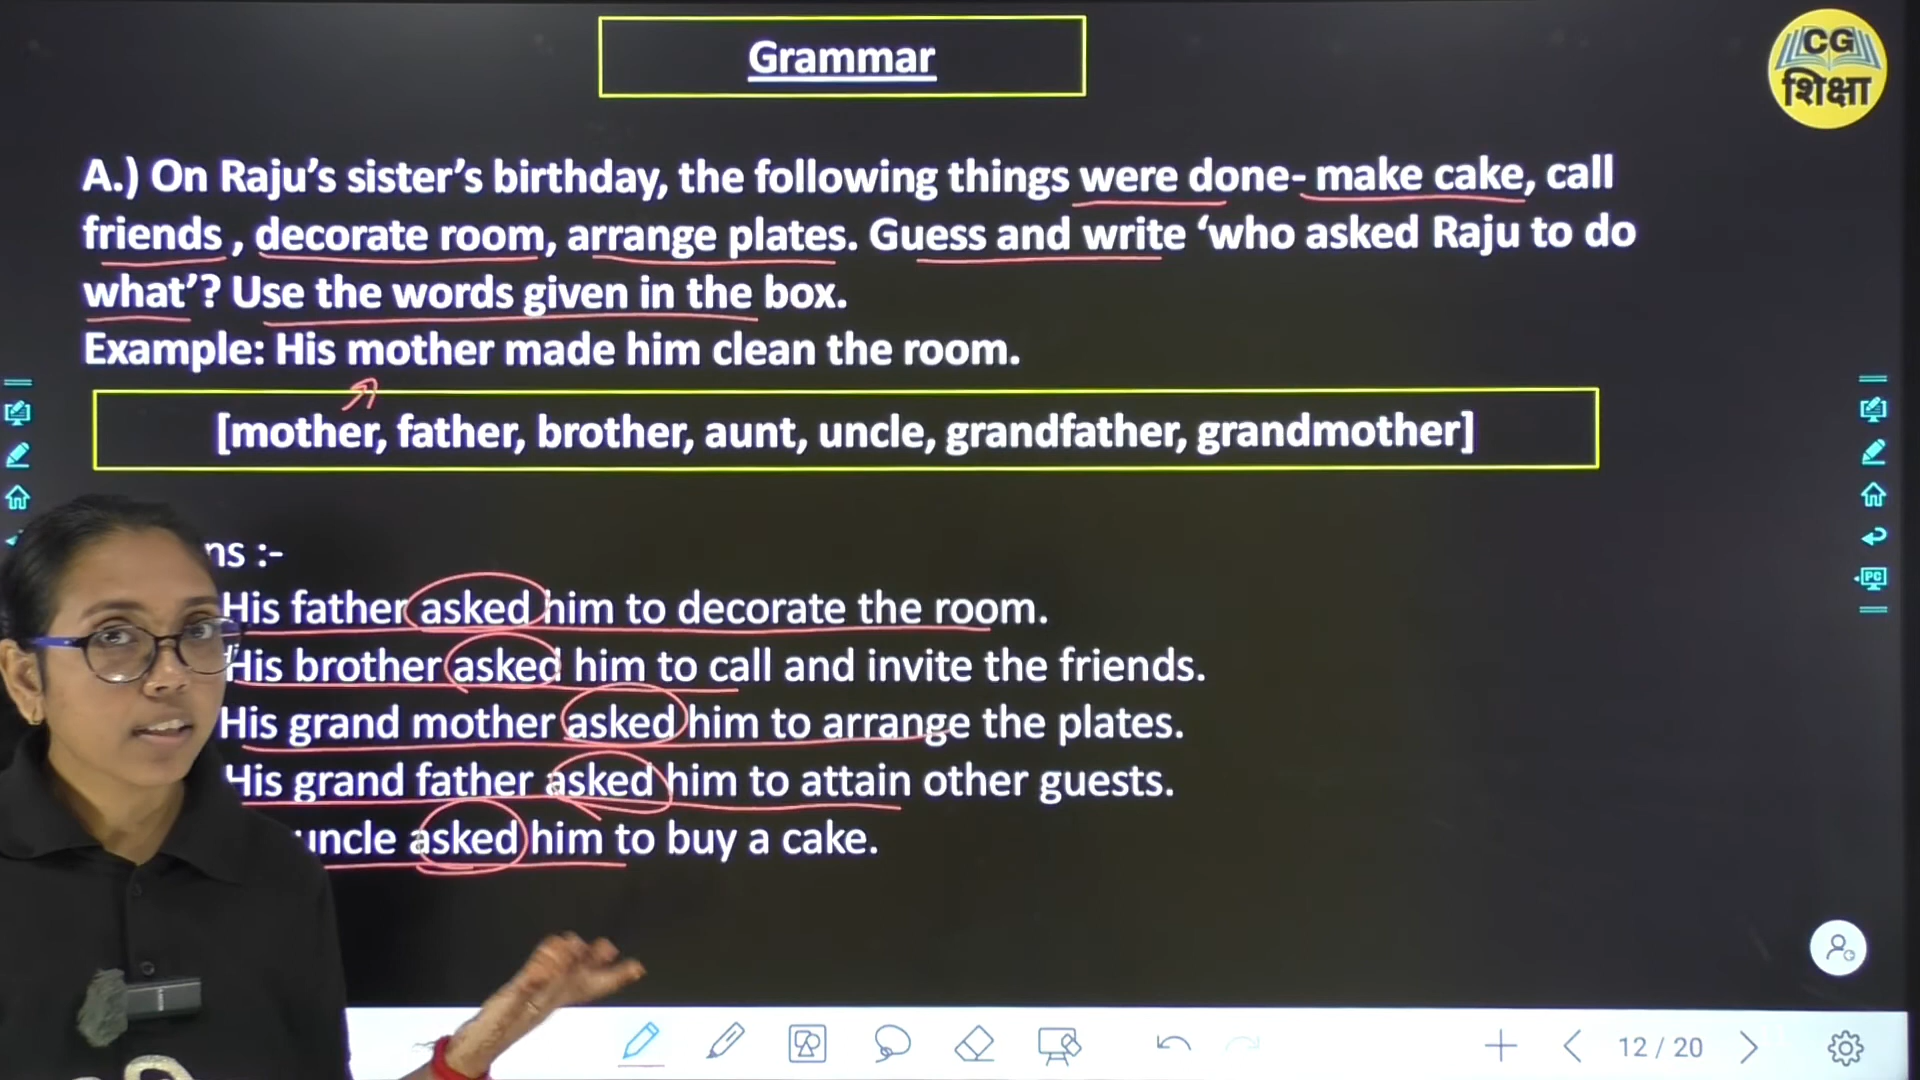 Grammar
CG
शिक्षा
A.) On Raju’s sister’s birthday, the following things were done- make cake, call
friends , decorate room, arrange plates. Guess and write ‘who asked Raju to do
what’? Use the words given in the box.
Example: His mother made him clean the room.
[mother, father, brother, aunt, uncle, grandfather, grandmother]
ns :-
His father asked him to decorate the room.
His brother asked him to call and invite the friends.
His grand mother asked him to arrange the plates.
His grand father asked him to attain other guests.
uncle asked him to buy a cake.
PC
12 / 20